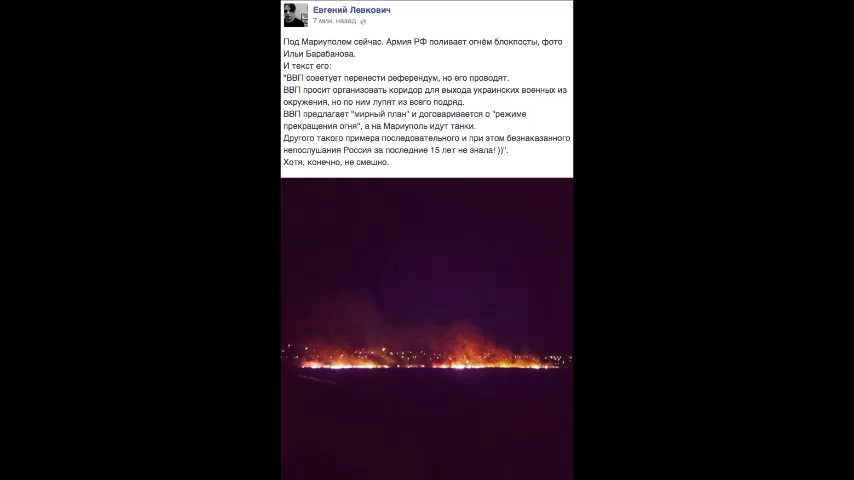 Евгений Левкович
7 мин. назад
Под Мариуполем сейчас. Армия РФ поливает огнём блокпосты, фото
Ильи Барабанова.
И текст его:
"ВВП советует перенести референдум, но его проводят.
ВВП просит организовать коридор для выхода украинских военных из
окружения, но по ним лупят из всего подряд.
ВВП предлагает "мирный план" и договаривается о "режиме
прекращения огня", а на Мариуполь идут танки.
Другого такого примера последовательного и при этом безнаказанного
непослушания Россия за последние 15 лет не знала! ))".
Хотя, конечно, не смешно.